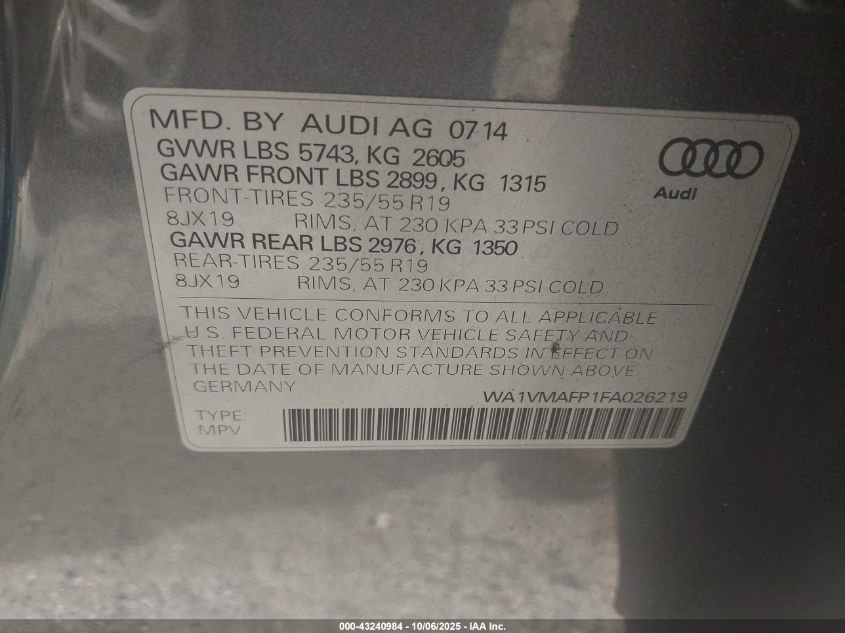 MFD. BY AUDI AG 07 14
GVWR LBS 5743, KG 2605
GAWR FRONT LBS 2899, KG 1315
FRONT-TIRES 235/55 R19
8JX19 RIMS, AT 230 KPA 33 PSI COLD
GAWR REAR LBS 2976, KG 1350
REAR-TIRES 235/55 R19
8JX19 RIMS, AT 230 KPA 33 PSI COLD
Audi
THIS VEHICLE CONFORMS TO ALL APPLICABLE
U.S. FEDERAL MOTOR VEHICLE SAFETY AND
THEFT PREVENTION STANDARDS IN EFFECT ON
THE DATE OF MANUFACTURE SHOWN ABOVE
GERMANY
WA1VMAFP1FA026219
TYPE:
MPV
000-43240984 - 10/06/2025 - IAA Inc.